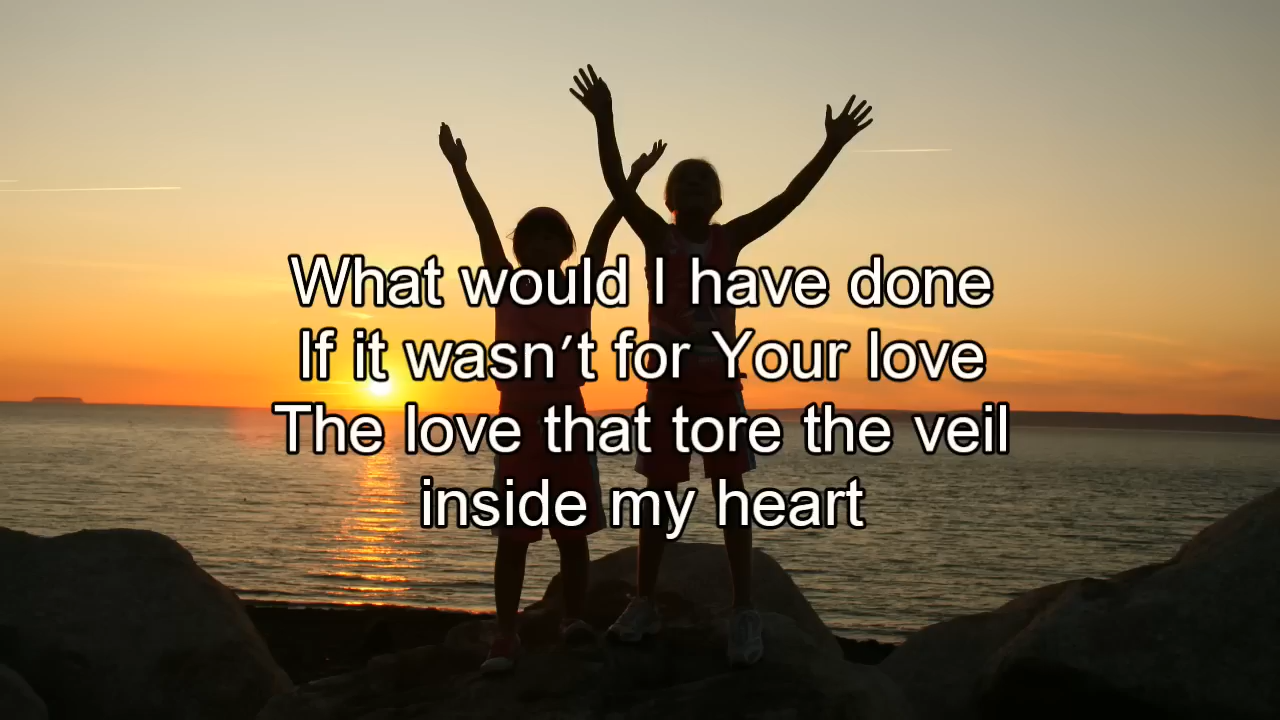 What would I have done
If it wasn't for Your love
The love that tore the veil
inside my heart